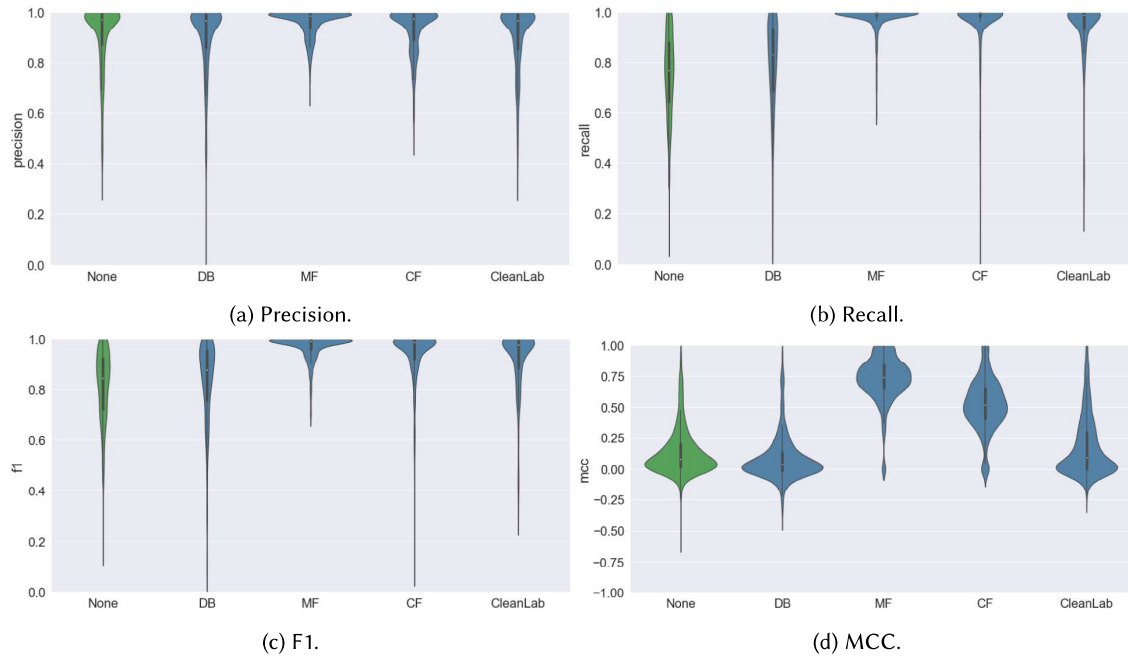 1.0
0.8
0.6
0.4
0.2
0.0
precision
None DB MF CF CleanLab
(a) Precision.
1.0
0.8
0.6
0.4
0.2
0.0
recall
None DB MF CF CleanLab
(b) Recall.
1.0
0.8
0.6
0.4
0.2
0.0
f1
None DB MF CF CleanLab
(c) F1.
1.00
0.75
0.50
0.25
0.00
−0.25
−0.50
−0.75
−1.00
mcc
None DB MF CF CleanLab
(d) MCC.